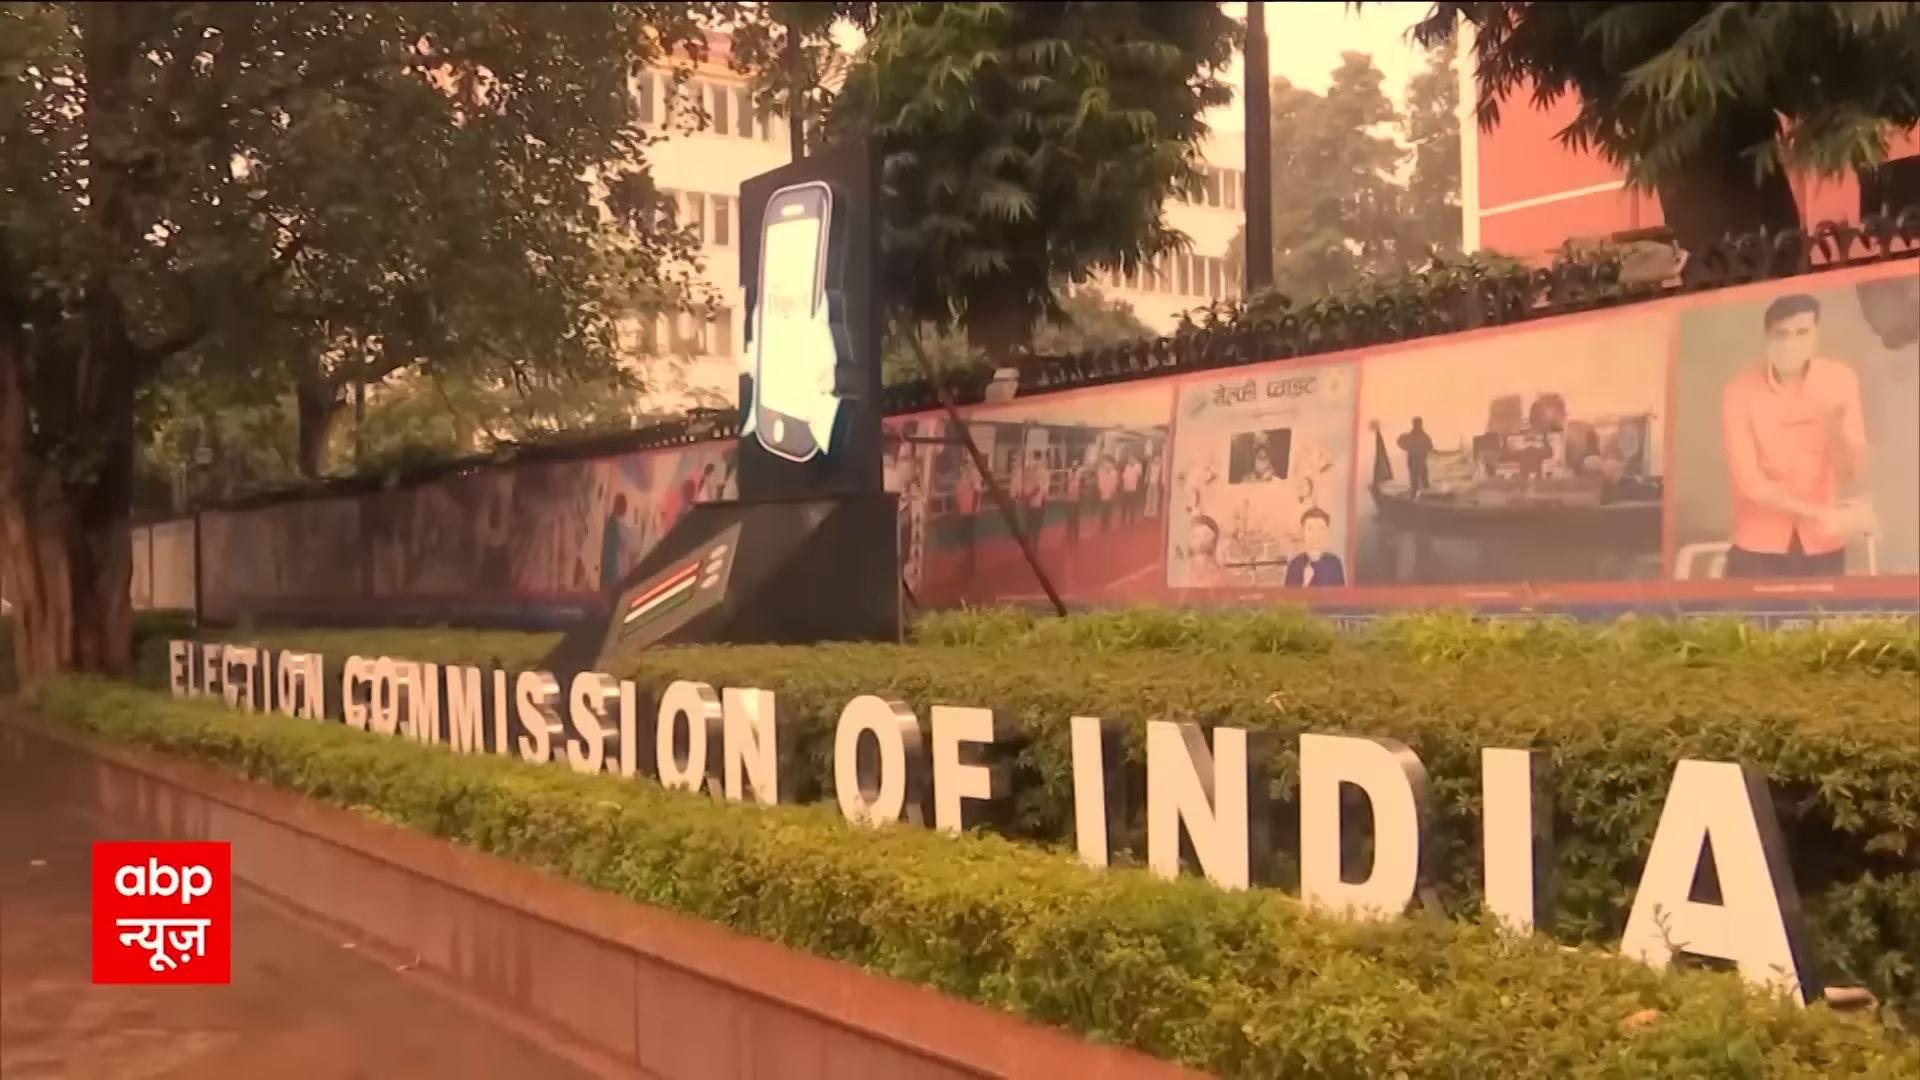 सेल्फी प्वाइंट
ELECTION COMMISSION OF INDIA
abp
न्यूज़